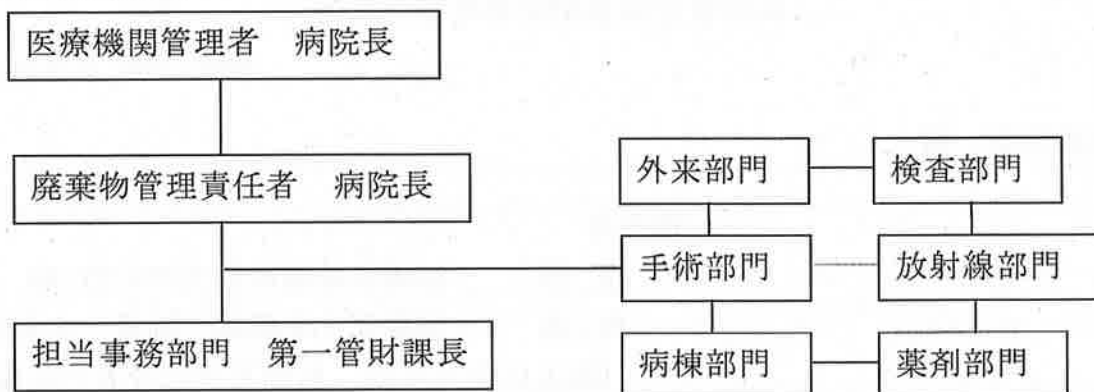 医療機関管理者　病院長
廃棄物管理責任者　病院長
外来部門
検査部門
手術部門
放射線部門
担当事務部門　第一管財課長
病棟部門
薬剤部門